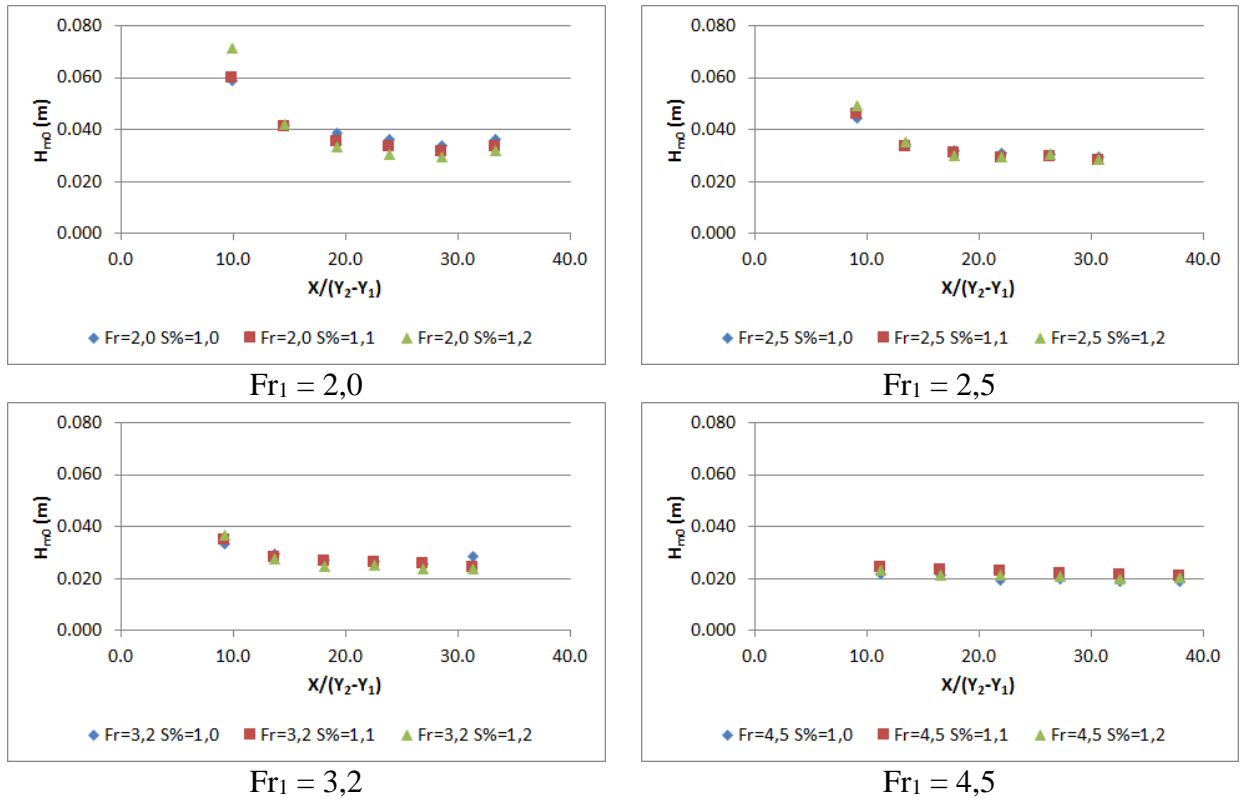 0.080
0.060
0.040
0.020
0.000
Hm0 (m)
0.0 10.0 20.0 30.0 40.0
X/(Y2-Y1)
Fr=2,0 S%=1,0 Fr=2,0 S%=1,1 Fr=2,0 S%=1,2
Fr1 = 2,0
0.080
0.060
0.040
0.020
0.000
Hm0 (m)
0.0 10.0 20.0 30.0 40.0
X/(Y2-Y1)
Fr=2,5 S%=1,0 Fr=2,5 S%=1,1 Fr=2,5 S%=1,2
Fr1 = 2,5
0.080
0.060
0.040
0.020
0.000
Hm0 (m)
0.0 10.0 20.0 30.0 40.0
X/(Y2-Y1)
Fr=3,2 S%=1,0 Fr=3,2 S%=1,1 Fr=3,2 S%=1,2
Fr1 = 3,2
0.080
0.060
0.040
0.020
0.000
Hm0 (m)
0.0 10.0 20.0 30.0 40.0
X/(Y2-Y1)
Fr=4,5 S%=1,0 Fr=4,5 S%=1,1 Fr=4,5 S%=1,2
Fr1 = 4,5